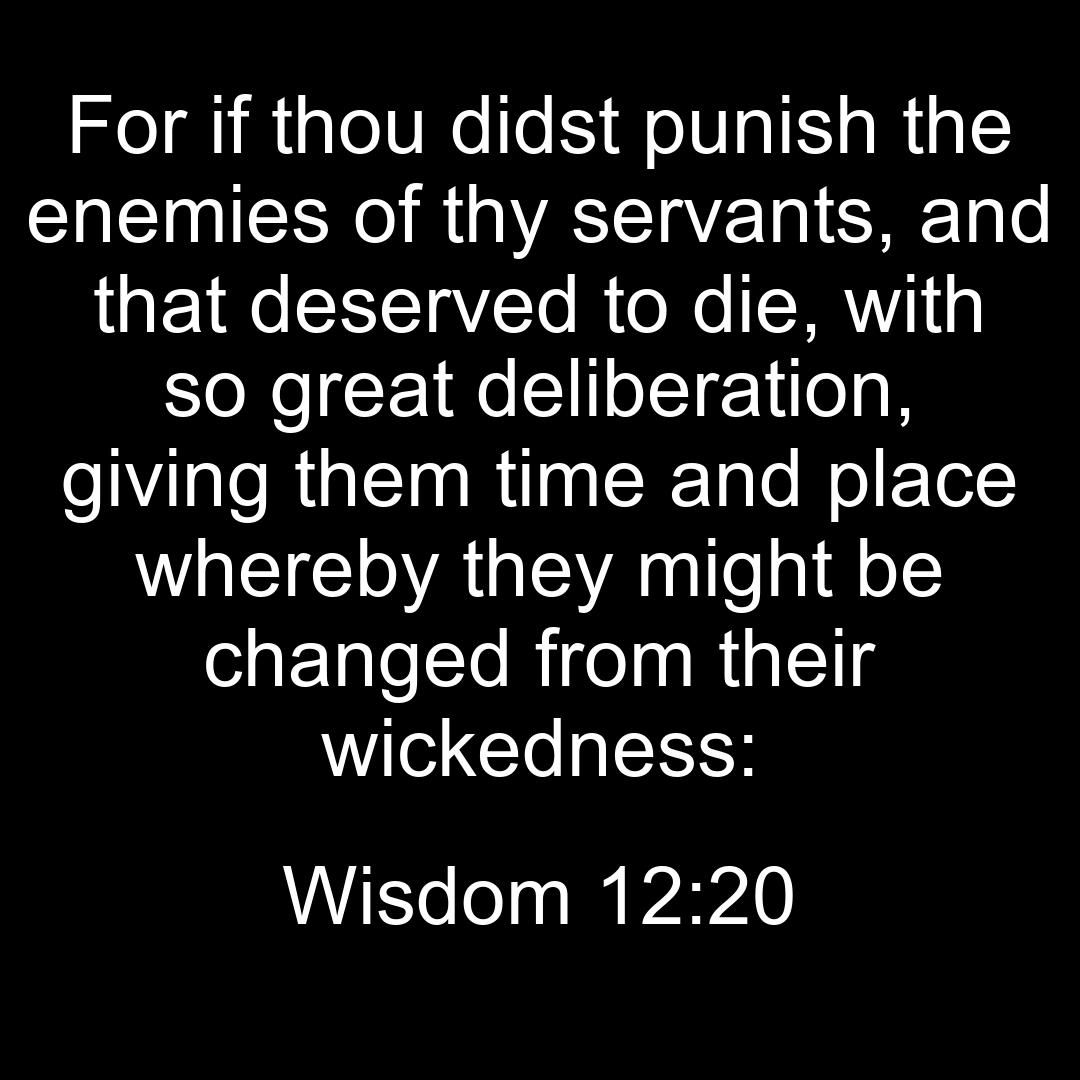 For if thou didst punish the
enemies of thy servants, and
that deserved to die, with
so great deliberation,
giving them time and place
whereby they might be
changed from their
wickedness:
Wisdom 12:20